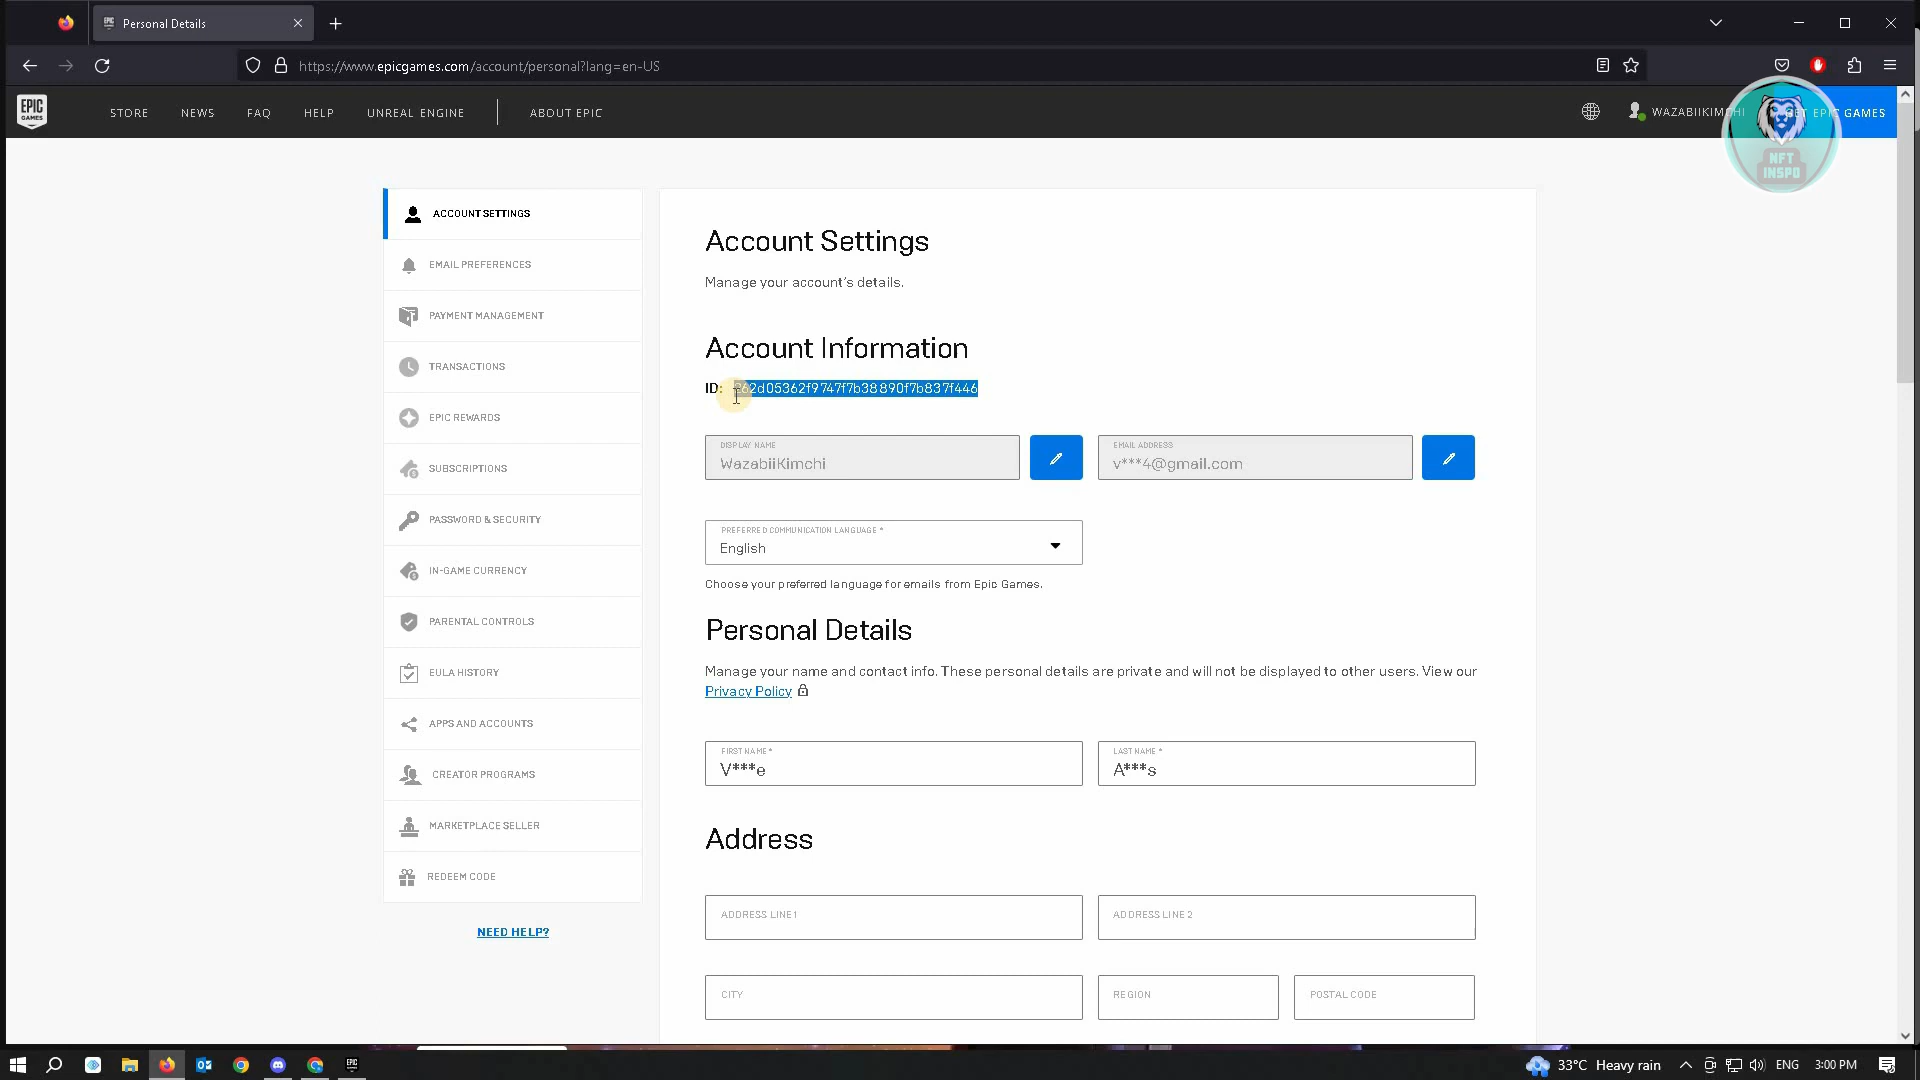 Personal Details
https://www.epicgames.com/account/personal?lang=en-US
EPIC GAMES
STORE NEWS FAQ HELP UNREAL ENGINE ABOUT EPIC
WAZABIIKIMCHI
GET EPIC GAMES
NFT
INSPO
ACCOUNT SETTINGS
EMAIL PREFERENCES
PAYMENT MANAGEMENT
TRANSACTIONS
EPIC REWARDS
SUBSCRIPTIONS
PASSWORD & SECURITY
IN-GAME CURRENCY
PARENTAL CONTROLS
EULA HISTORY
APPS AND ACCOUNTS
CREATOR PROGRAMS
MARKETPLACE SELLER
REDEEM CODE
NEED HELP?
Account Settings
Manage your account's details.
Account Information
ID:
DISPLAY NAME
WazabiiKimchi
EMAIL ADDRESS
v***4@gmail.com
PREFERRED COMMUNICATION LANGUAGE *
English
Choose your preferred language for emails from Epic Games.
Personal Details
Manage your name and contact info. These personal details are private and will not be displayed to other users. View our
Privacy Policy
FIRST NAME *
V***e
LAST NAME *
A***s
Address
ADDRESS LINE 1
ADDRESS LINE 2
CITY
REGION
POSTAL CODE
33°C Heavy rain
ENG
3:00 PM